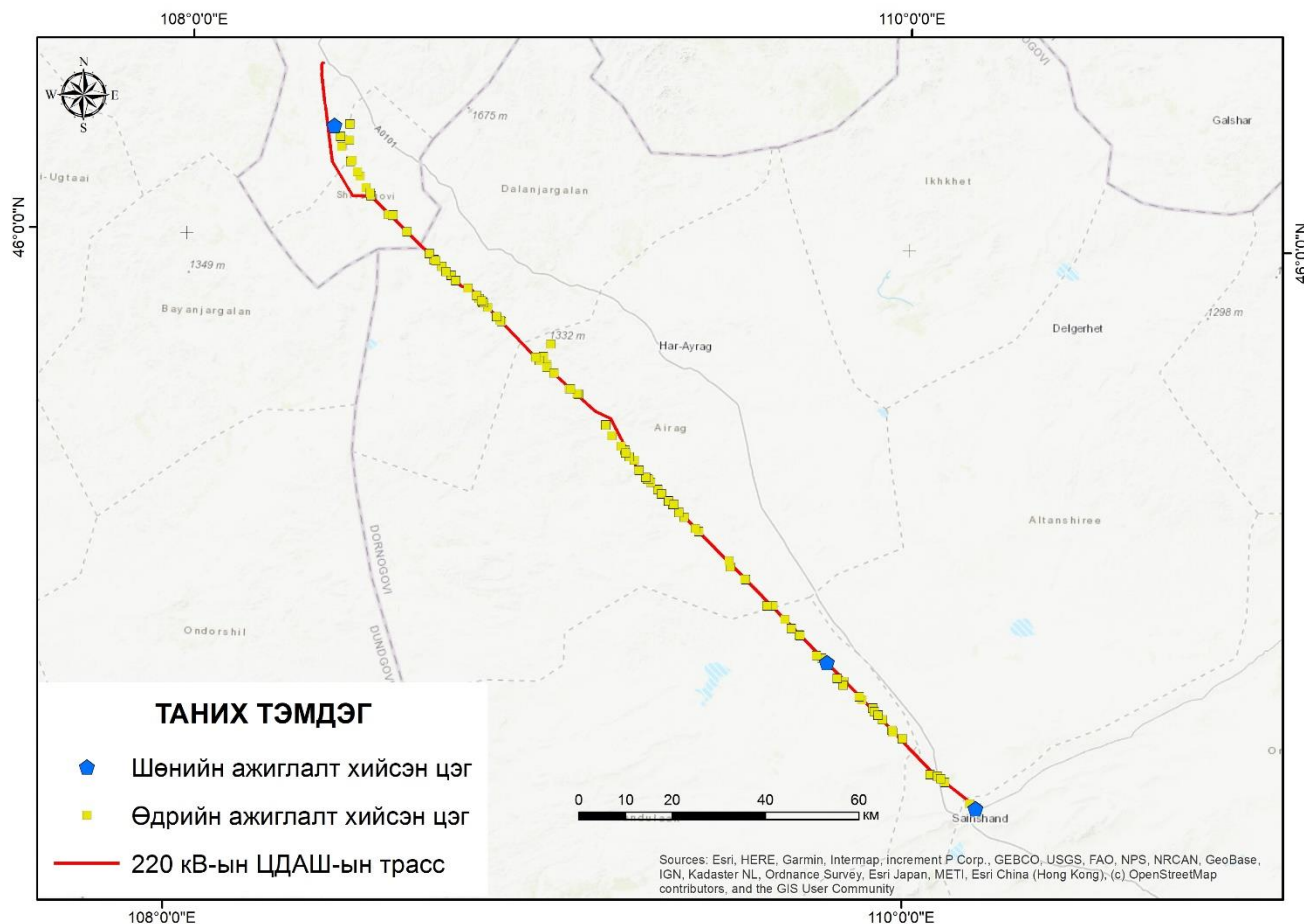 108°0'0"E
110°0'0"E
N
W E
S
DORNOGOVI
A0101
1675 m
Galshar
i-Ugtaai
Dalanjargalan
Ikhkhet
46°0'0"N
46°0'0"N
1349 m
Bayanjargalan
1332 m
Har-Ayrag
Delgerhet
1298 m
Airag
Altanshiree
DORNOGOVI
DUNDGOVI
Ondorshil
ТАНИХ ТЭМДЭГ
Шөнийн ажиглалт хийсэн цэг
Өдрийн ажиглалт хийсэн цэг
220 кВ-ын ЦДАШ-ын трасс
0 10 20 40 60
КМ
Sainshand
Sources: Esri, HERE, Garmin, Intermap, increment P Corp., GEBCO, USGS, FAO, NPS, NRCAN, GeoBase,
IGN, Kadaster NL, Ordnance Survey, Esri Japan, METI, Esri China (Hong Kong), (c) OpenStreetMap
contributors, and the GIS User Community
108°0'0"E
110°0'0"E